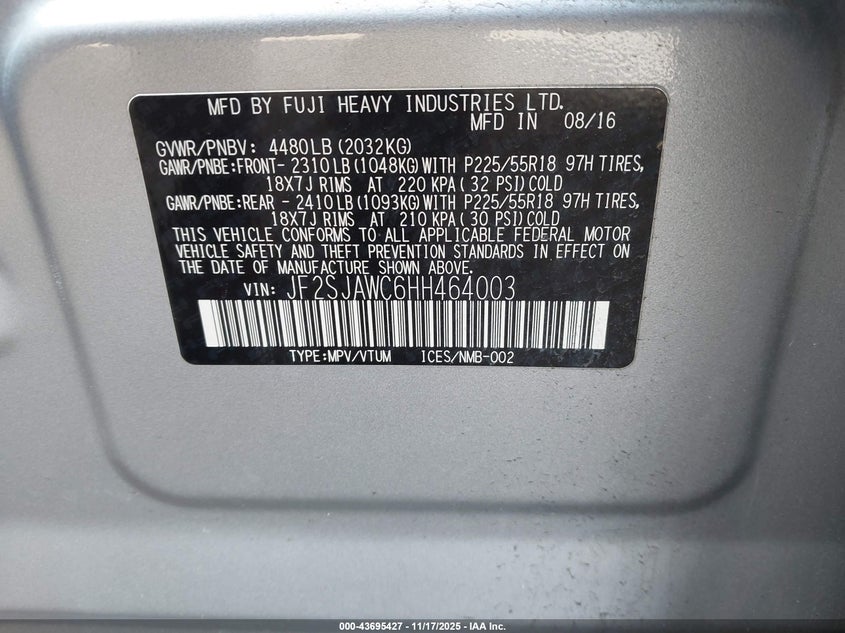 MFD BY FUJI HEAVY INDUSTRIES LTD.
MFD IN 08/16
GVWR/PNBV: 4480LB(2032KG)
GAWR/PNBE:FRONT- 2310LB(1048KG)WITH P225/55R18 97H TIRES,
18X7J RIMS AT 220 KPA(32 PSI)COLD
GAWR/PNBE:REAR - 2410LB(1093KG)WITH P225/55R18 97H TIRES,
18X7J RIMS AT 210 KPA(30 PSI)COLD
THIS VEHICLE CONFORMS TO ALL APPLICABLE FEDERAL MOTOR
VEHICLE SAFETY AND THEFT PREVENTION STANDARDS IN EFFECT ON
THE DATE OF MANUFACTURE SHOWN ABOVE.
VIN: JF2SJAWC6HH464003
TYPE:MPV/VTUM ICES/NMB-002
000-43695427 - 11/17/2025 - IAA Inc.